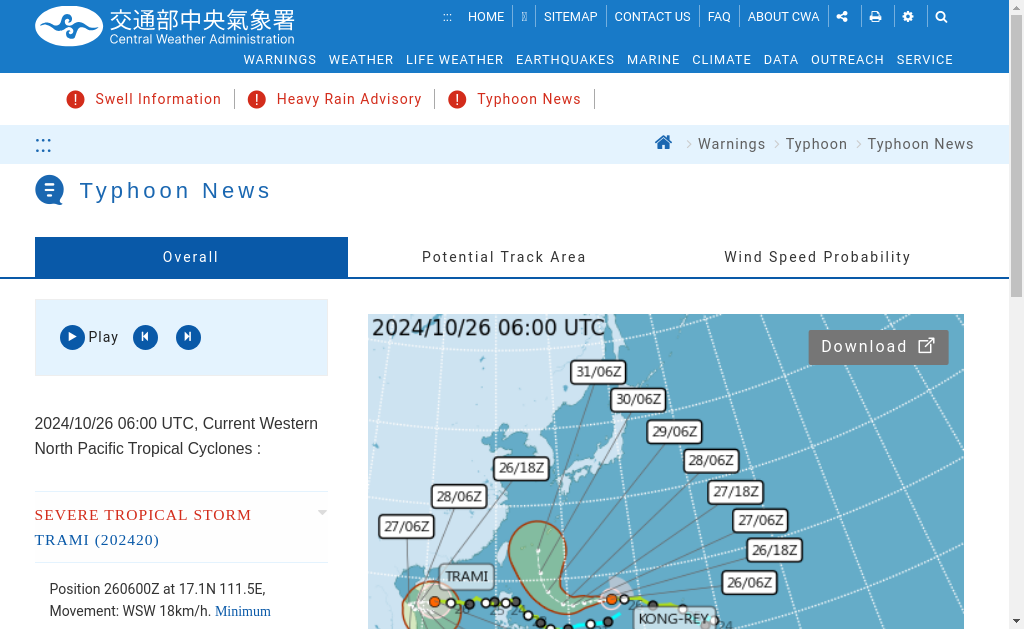 交通部中央氣象署
Central Weather Administration
::: HOME SITEMAP CONTACT US FAQ ABOUT CWA
WARNINGS WEATHER LIFE WEATHER EARTHQUAKES MARINE CLIMATE DATA OUTREACH SERVICE
Swell Information
Heavy Rain Advisory
Typhoon News
:::
Warnings Typhoon Typhoon News
Typhoon News
Overall
Potential Track Area
Wind Speed Probability
Play
2024/10/26 06:00 UTC, Current Western
North Pacific Tropical Cyclones :
SEVERE TROPICAL STORM
TRAMI (202420)
Position 260600Z at 17.1N 111.5E,
Movement: WSW 18km/h. Minimum
2024/10/26 06:00 UTC
Download
31/06Z
30/06Z
29/06Z
28/06Z
27/18Z
27/06Z
26/18Z
26/06Z
26/18Z
28/06Z
27/06Z
TRAMI
KONG-REY